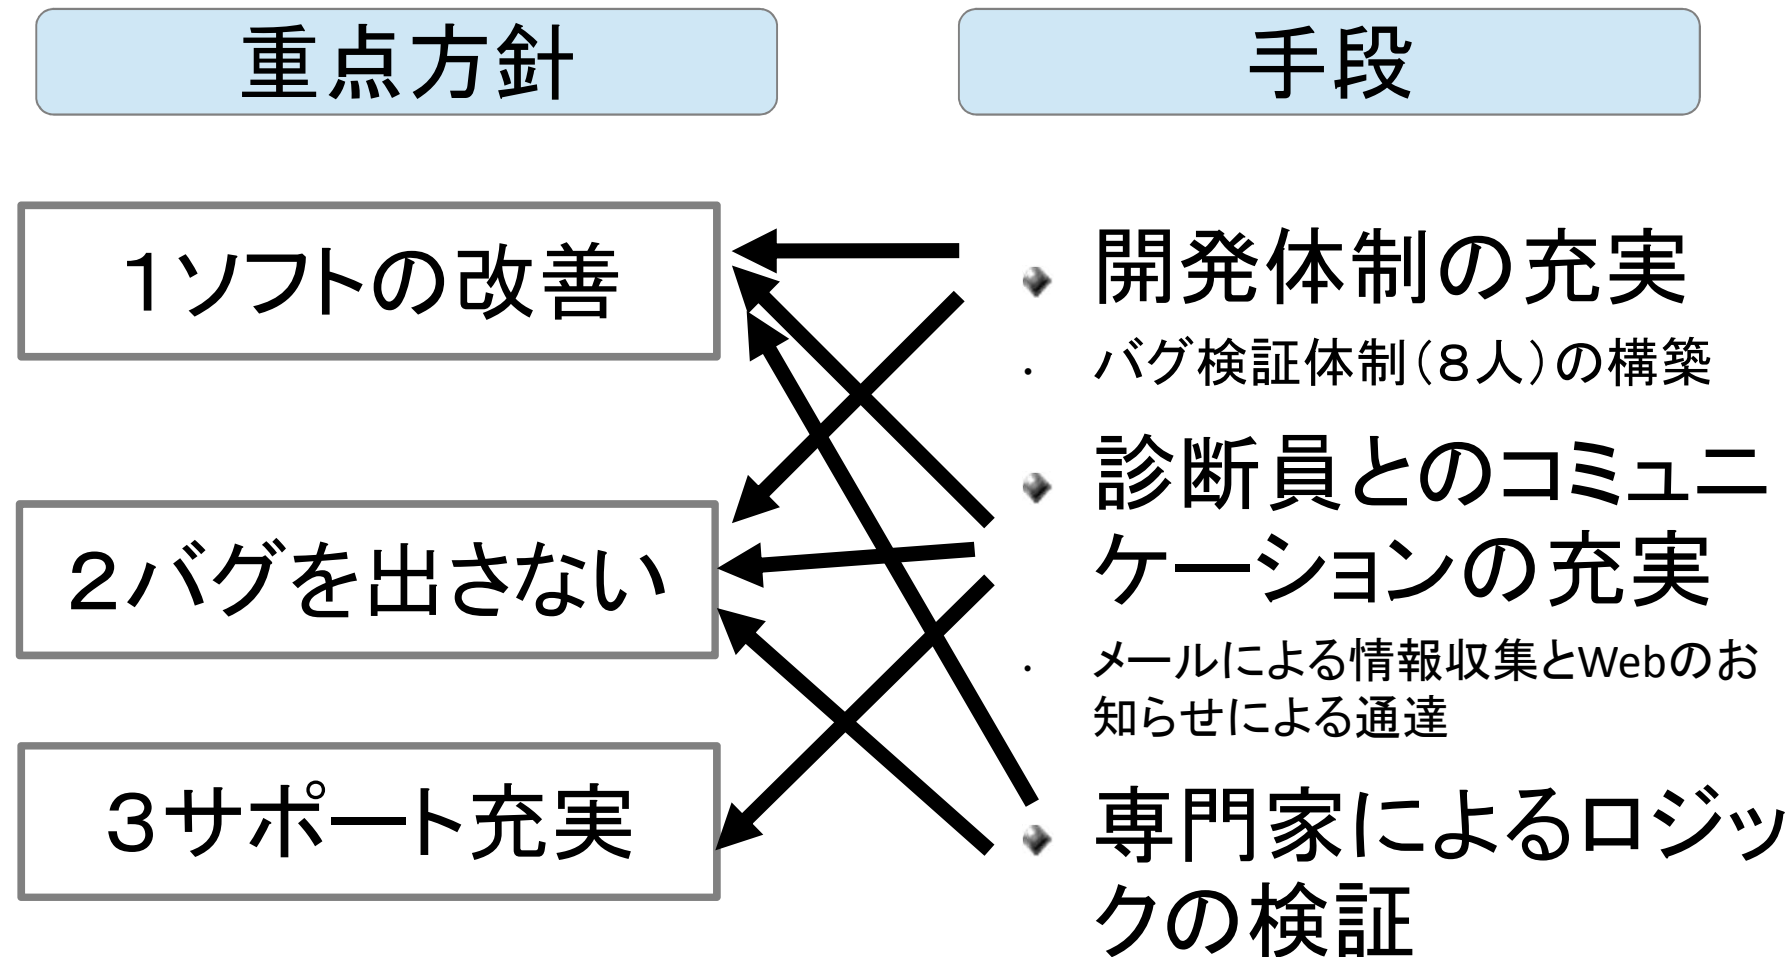 重点方針
手段
１ソフトの改善
２バグを出さない
３サポート充実
開発体制の充実
バグ検証体制（８人）の構築
診断員とのコミュニ
ケーションの充実
メールによる情報収集とWebのお
知らせによる通達
専門家によるロジッ
クの検証